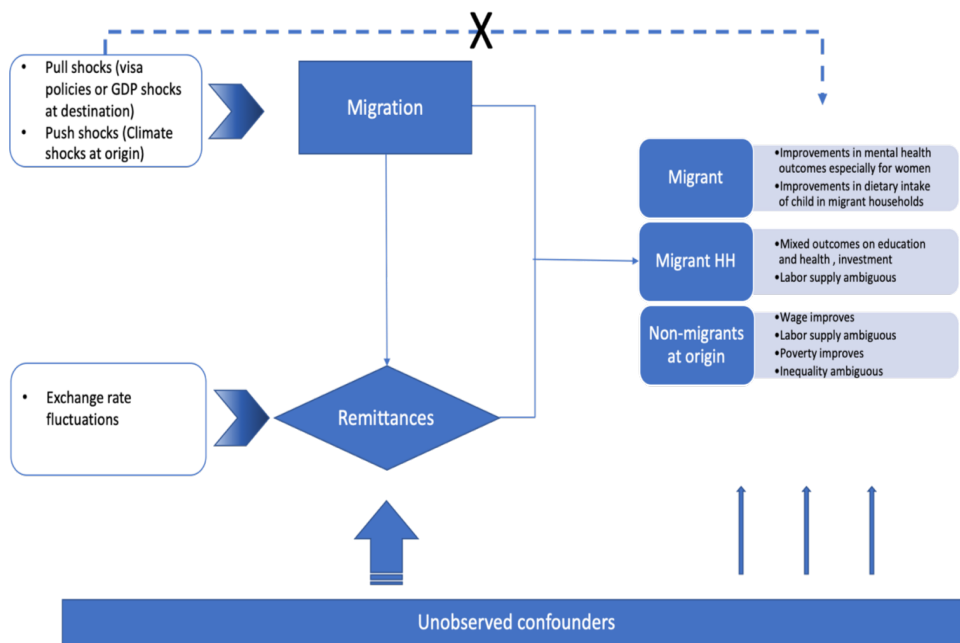 X
• Pull shocks (visa
policies or GDP shocks
at destination)
• Push shocks (Climate
shocks at origin)
Migration
Migrant
•Improvements in mental health
outcomes especially for women
•Improvements in dietary intake
of child in migrant households
Migrant HH
•Mixed outcomes on education
and health , investment
•Labor supply ambiguous
Non-migrants
at origin
•Wage improves
•Labor supply ambiguous
•Poverty improves
•Inequality ambiguous
• Exchange rate
fluctuations
Remittances
Unobserved confounders